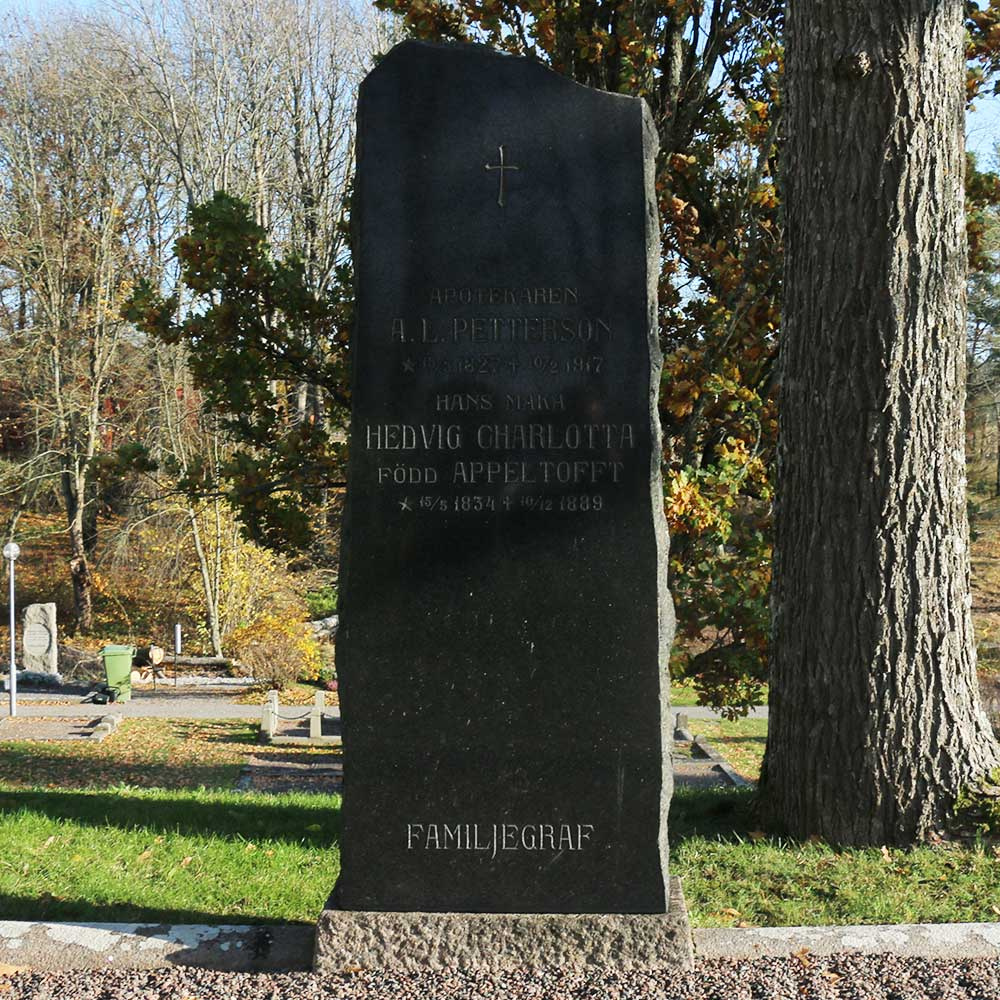 APOTEKAREN
A. L. PETTERSON
1827 + 1917
HANS MAKA
HEDVIG CHARLOTTA
FÖDD APPELTOFFT
* 15/5 1834 + 10/12 1889
FAMILJEGRAF